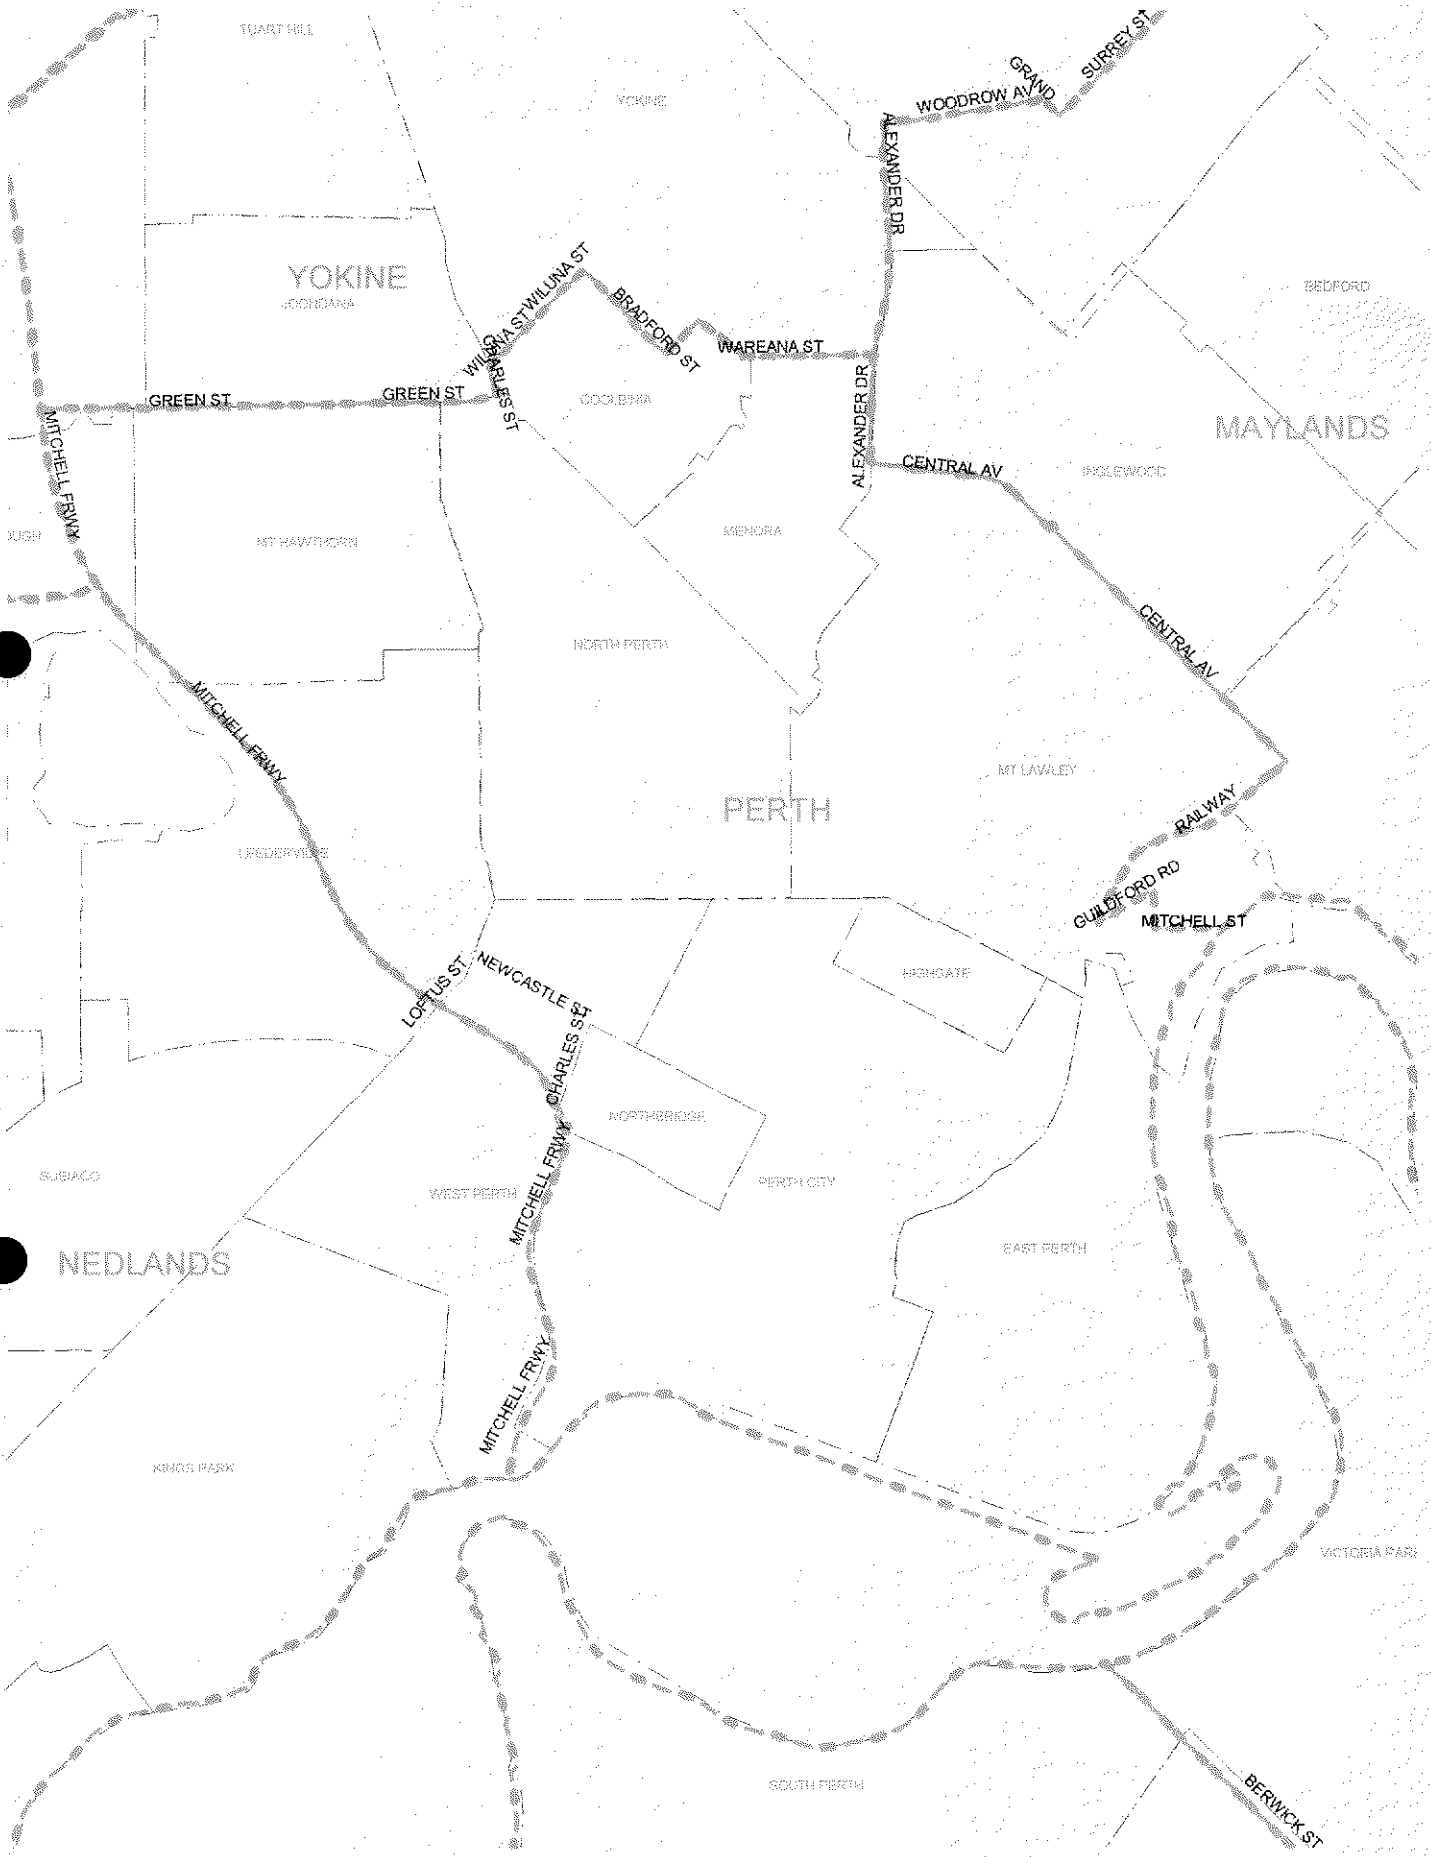 TUART HILL
SURREY ST
GRAND
YOKINE
WOODROW AV
ALEXANDER DR
WILUNA ST
YOKINE
JOONDANA
BEDFORD
BRADFORD ST
WILUNA ST
CHARLES ST
WAREANA ST
GREEN ST
GREEN ST
COOLBINIA
ALEXANDER DR
MAYLANDS
MITCHELL FRWY
CENTRAL AV
INGLEWOOD
OUGH
MT HAWTHORN
MENORA
NORTH PERTH
CENTRAL AV
MITCHELL FRWY
MT LAWLEY
PERTH
RAILWAY
LEEDERVILLE
GUILDFORD RD
MITCHELL ST
LOFTUS ST
NEWCASTLE ST
HIGHGATE
CHARLES ST
NORTHBRIDGE
MITCHELL FRWY
SUBIACO
WEST PERTH
PERTH CITY
EAST PERTH
NEDLANDS
MITCHELL FRWY
KINGS PARK
VICTORIA PARK
SOUTH PERTH
BERWICK ST